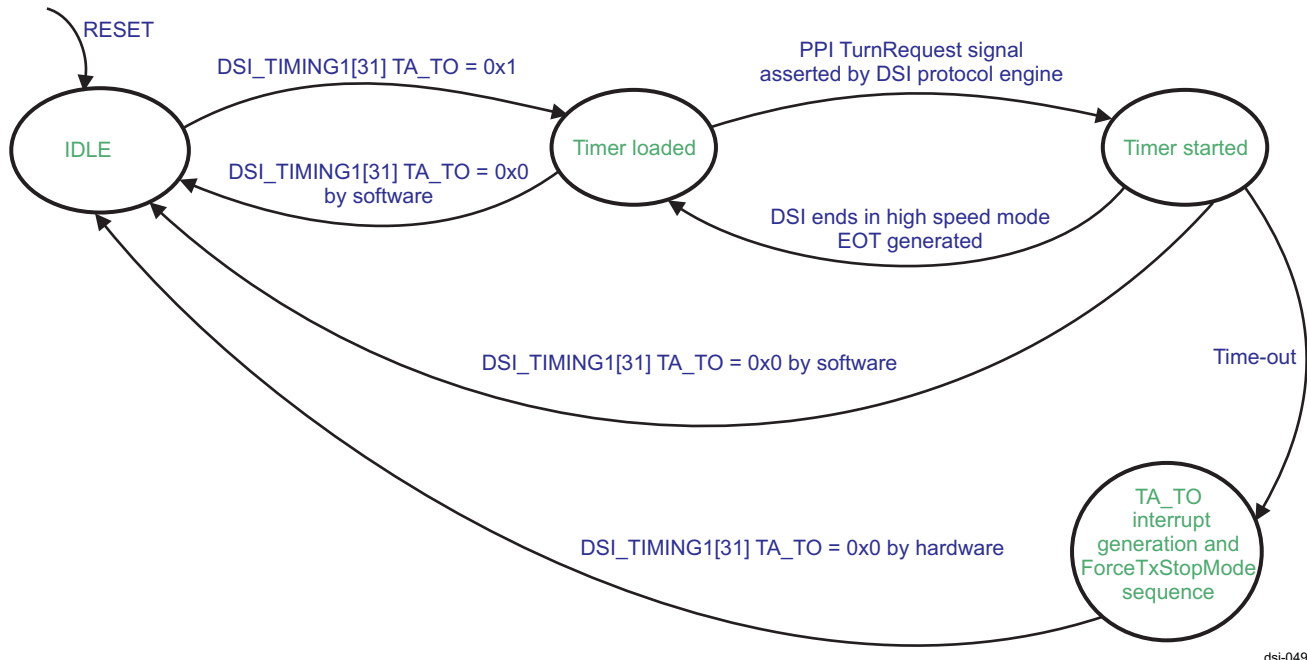 RESET
DSI_TIMING1[31] TA_TO = 0x1
PPI TurnRequest signal
asserted by DSI protocol engine
IDLE
Timer loaded
Timer started
DSI_TIMING1[31] TA_TO = 0x0
by software
DSI ends in high speed mode
EOT generated
DSI_TIMING1[31] TA_TO = 0x0 by software
Time-out
TA_TO
interrupt
generation and
ForceTxStopMode
sequence
DSI_TIMING1[31] TA_TO = 0x0 by hardware
dsi-049